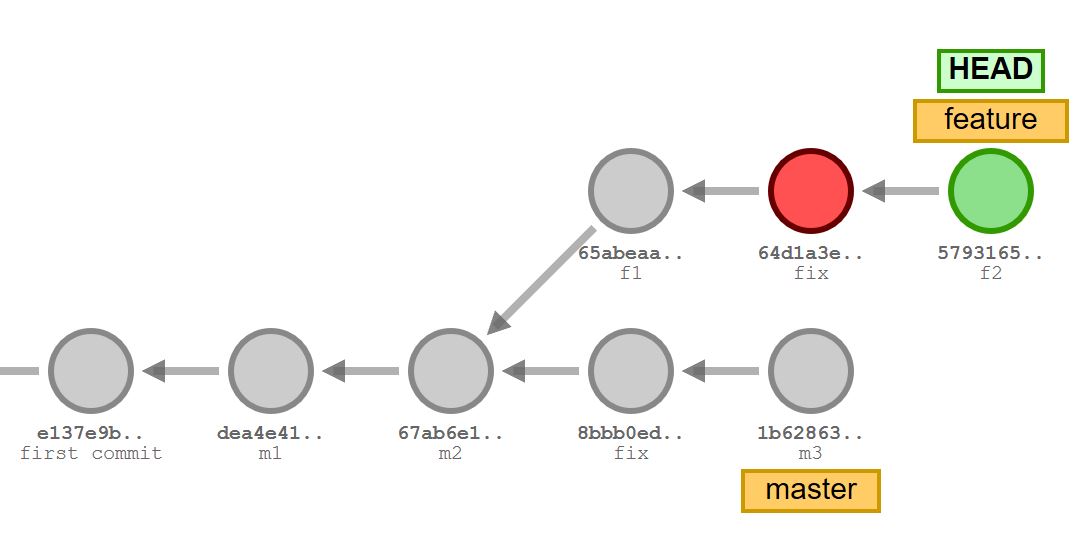 HEAD
feature
65abeaa..
f1
64d1a3e..
fix
5793165..
f2
e137e9b..
first commit
dea4e41..
m1
67ab6e1..
m2
8bbb0ed..
fix
1b62863..
m3
master